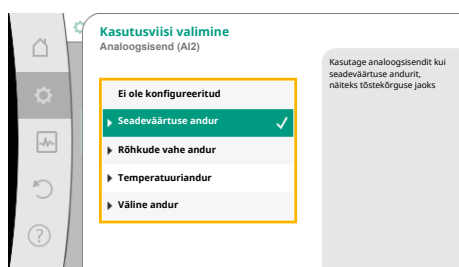 Kasutusviisi valimine
Analoogsisend (AI2)
Ei ole konfigureeritud
Seadeväärtuse andur
Rõhkude vahe andur
Temperatuuriandur
Väline andur
Kasutage analoogsisendit kui
seadeväärtuse andurit,
näiteks tõstekõrguse jaoks